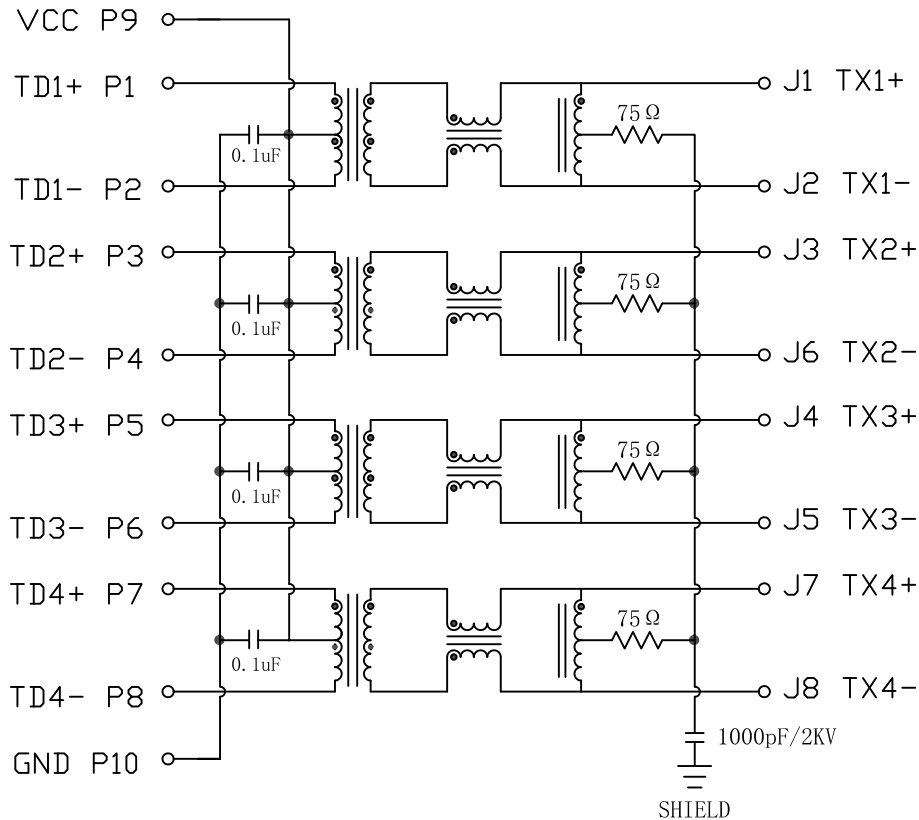 VCC P9
TD1+ P1
J1 TX1+
75Ω
0.1uF
TD1- P2
J2 TX1-
TD2+ P3
J3 TX2+
75Ω
0.1uF
TD2- P4
J6 TX2-
TD3+ P5
J4 TX3+
75Ω
0.1uF
TD3- P6
J5 TX3-
TD4+ P7
J7 TX4+
75Ω
0.1uF
TD4- P8
J8 TX4-
1000pF/2KV
GND P10
SHIELD